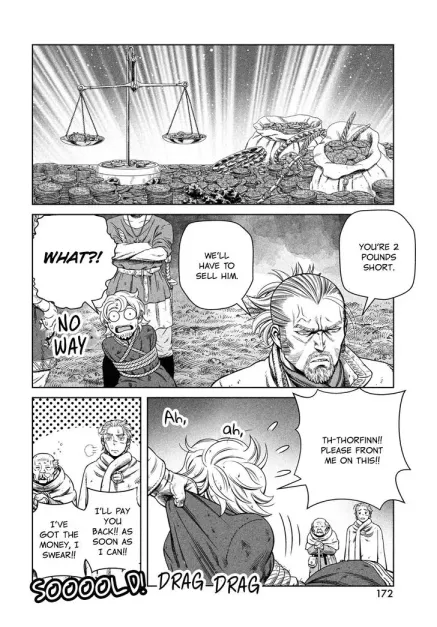 YOU'RE 2
POUNDS
SHORT.
WE'LL
HAVE TO
SELL HIM.
WHAT?!
NO
WAY
TH-THORFINN!!
PLEASE FRONT
ME ON THIS!!
Ah,
ah,
DRAG DRAG
I'LL PAY
YOU
BACK!! AS
SOON AS
I CAN!!
I'VE
GOT THE
MONEY, I
SWEAR!!
SOOOOLD!
172